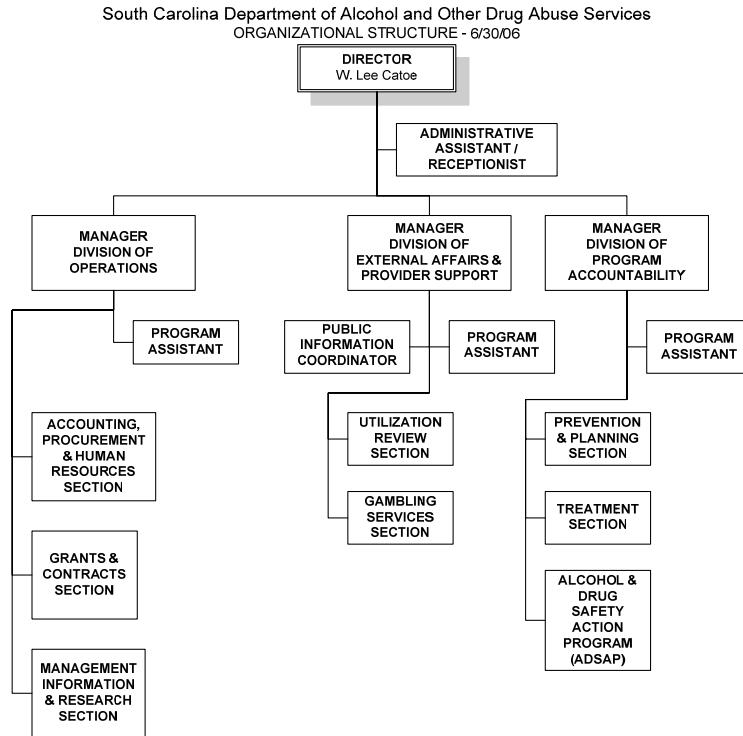 South Carolina Department of Alcohol and Other Drug Abuse Services
ORGANIZATIONAL STRUCTURE - 6/30/06
DIRECTOR
W. Lee Catoe
ADMINISTRATIVE
ASSISTANT /
RECEPTIONIST
MANAGER
DIVISION OF
OPERATIONS
MANAGER
DIVISION OF
EXTERNAL AFFAIRS &
PROVIDER SUPPORT
MANAGER
DIVISION OF
PROGRAM
ACCOUNTABILITY
PROGRAM
ASSISTANT
PUBLIC
INFORMATION
COORDINATOR
PROGRAM
ASSISTANT
PROGRAM
ASSISTANT
ACCOUNTING,
PROCUREMENT
& HUMAN
RESOURCES
SECTION
UTILIZATION
REVIEW
SECTION
PREVENTION
& PLANNING
SECTION
GAMBLING
SERVICES
SECTION
TREATMENT
SECTION
GRANTS &
CONTRACTS
SECTION
ALCOHOL &
DRUG
SAFETY
ACTION
PROGRAM
(ADSAP)
MANAGEMENT
INFORMATION
& RESEARCH
SECTION